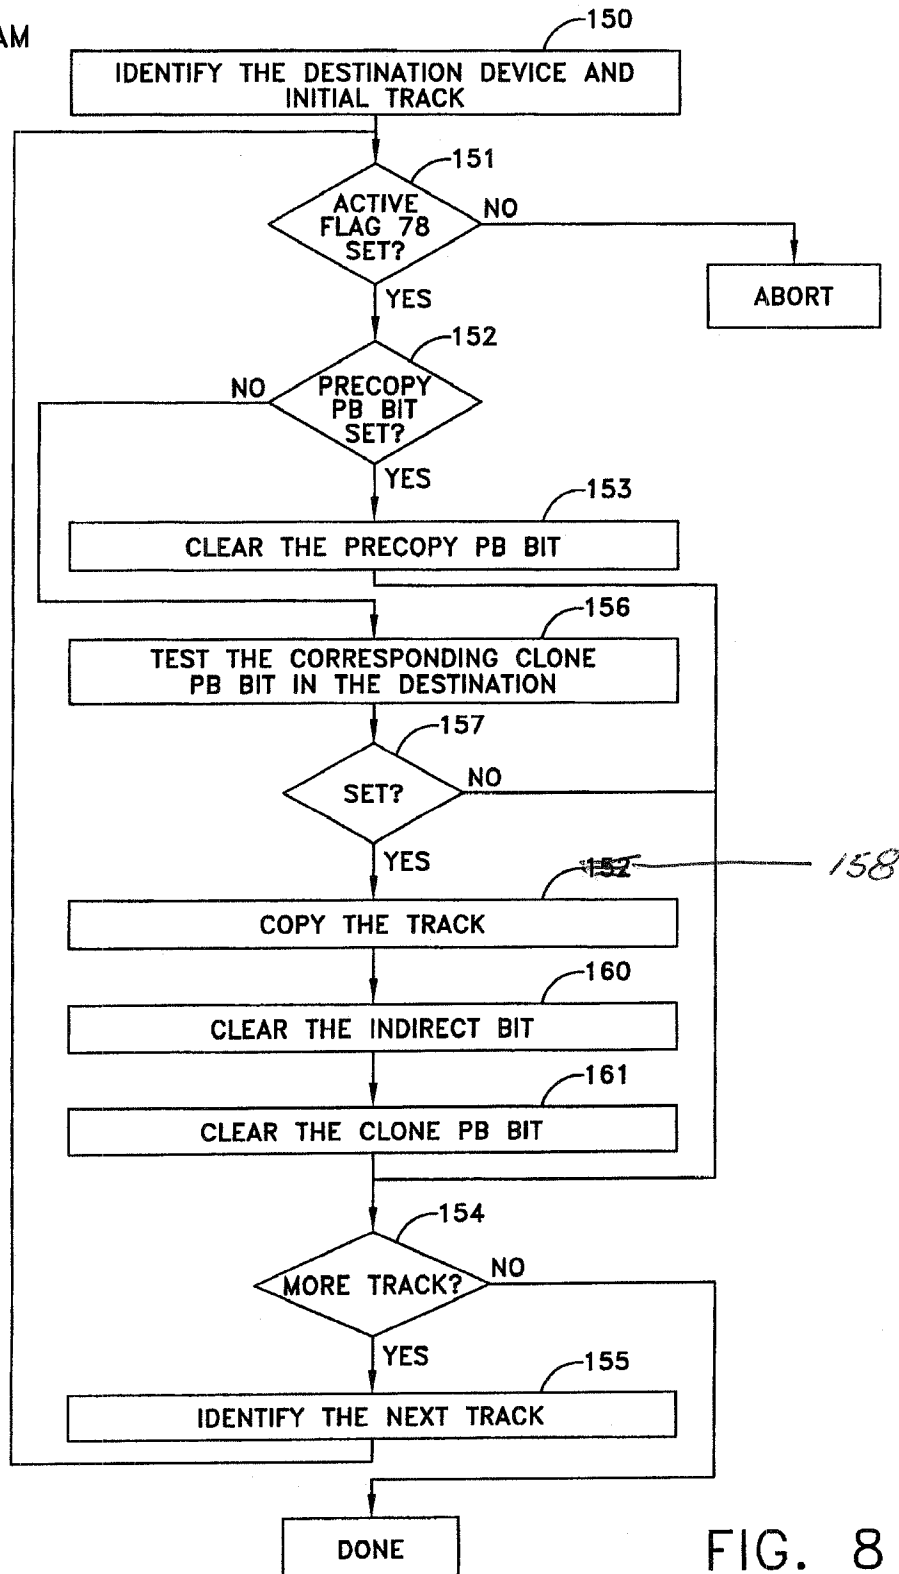 AM
150
IDENTIFY THE DESTINATION DEVICE AND
INITIAL TRACK
151
ACTIVE
FLAG 78
SET?
NO
ABORT
YES
152
NO
PRECOPY
PB BIT
SET?
YES
153
CLEAR THE PRECOPY PB BIT
156
TEST THE CORRESPONDING CLONE
PB BIT IN THE DESTINATION
157
SET?
NO
YES
152
158
COPY THE TRACK
160
CLEAR THE INDIRECT BIT
161
CLEAR THE CLONE PB BIT
154
MORE TRACK?
NO
YES
155
IDENTIFY THE NEXT TRACK
DONE
FIG. 8